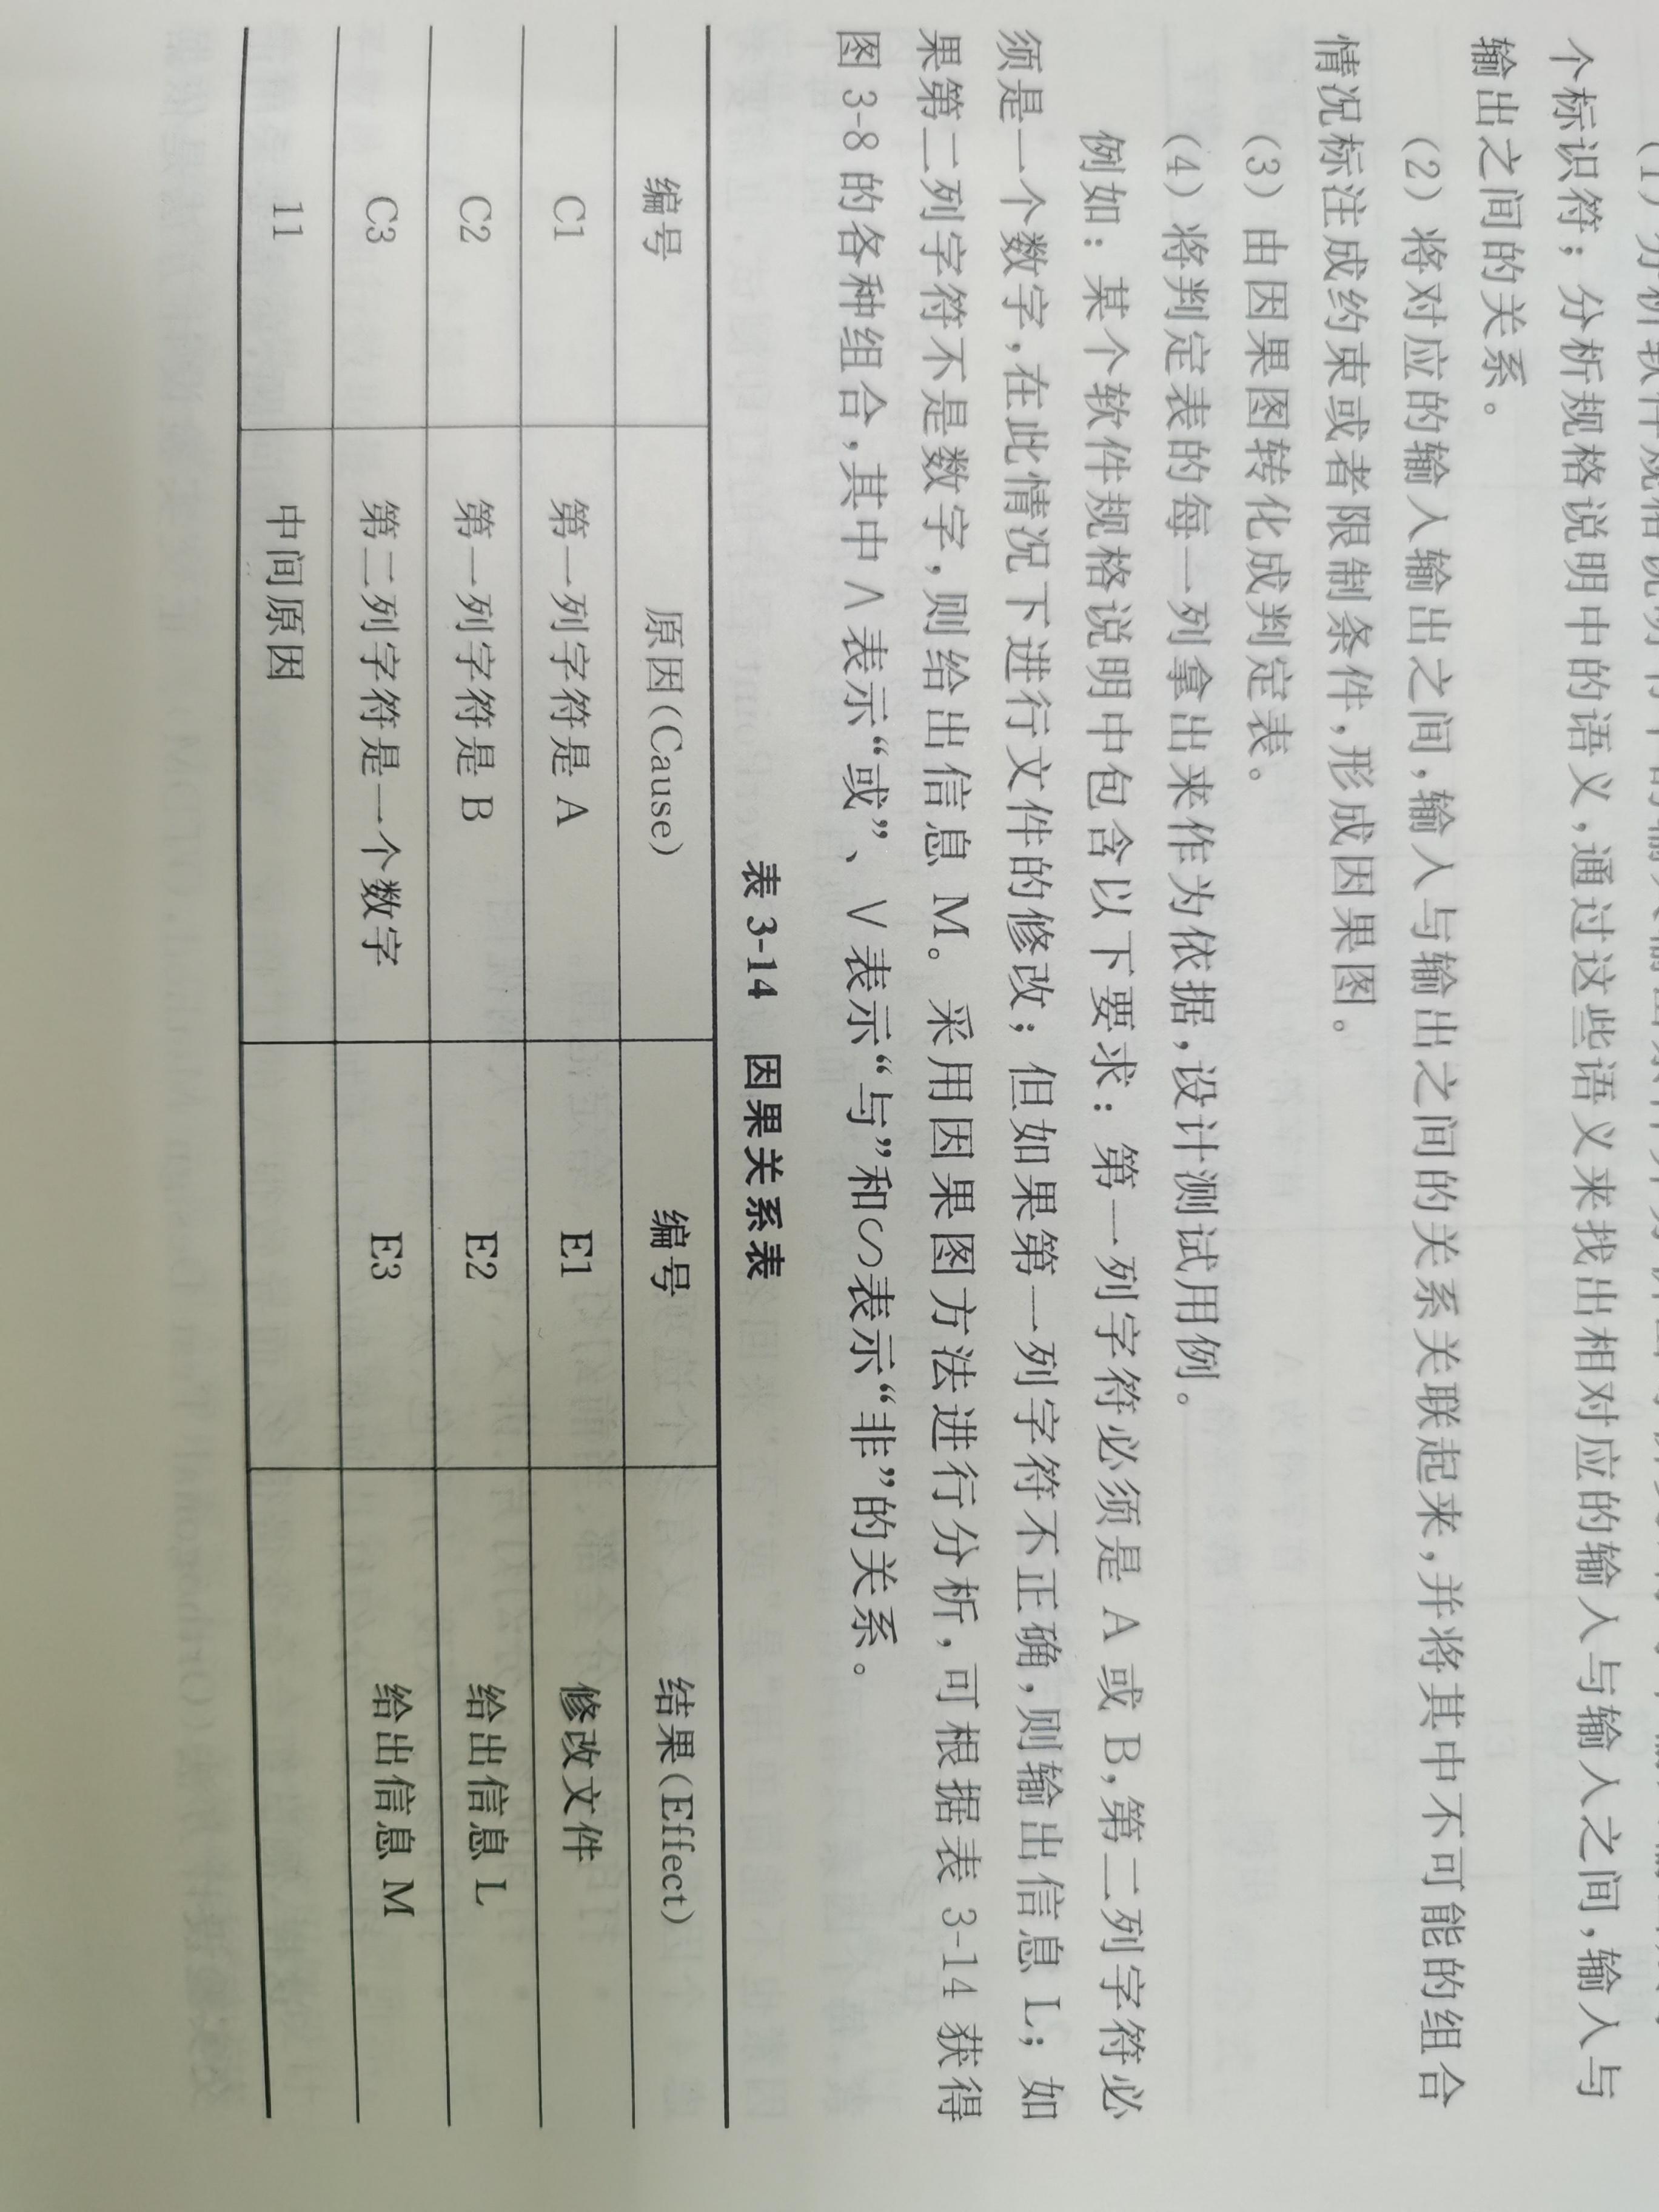 个标识符；分析规格说明中的语义，通过这些语义来找出相对应的输入与输入之间，输入与
输出之间的关系。
（2）将对应的输入输出之间，输入与输出之间的关系关联起来，并将其中不可能的组合
情况标注成约束或者限制条件，形成因果图。
（3）由因果图转化成判定表。
（4）将判定表的每一列拿出来作为依据，设计测试用例。
例如：某个软件规格说明中包含以下要求：第一列字符必须是 A 或 B，第二列字符必
须是一个数字，在此情况下进行文件的修改；但如果第一列字符不正确，则输出信息 L；如
果第二列字符不是数字，则给出信息 M。采用因果图方法进行分析，可根据表 3-14 获得
图 3-8 的各种组合，其中 ∧ 表示“或”、∨ 表示“与”和∽表示“非”的关系。
表 3-14 因果关系表
编号 原因(Cause) 编号 结果(Effect)
C1 第一列字符是 A E1 修改文件
C2 第一列字符是 B E2 给出信息 L
C3 第二列字符是一个数字 E3 给出信息 M
11 中间原因